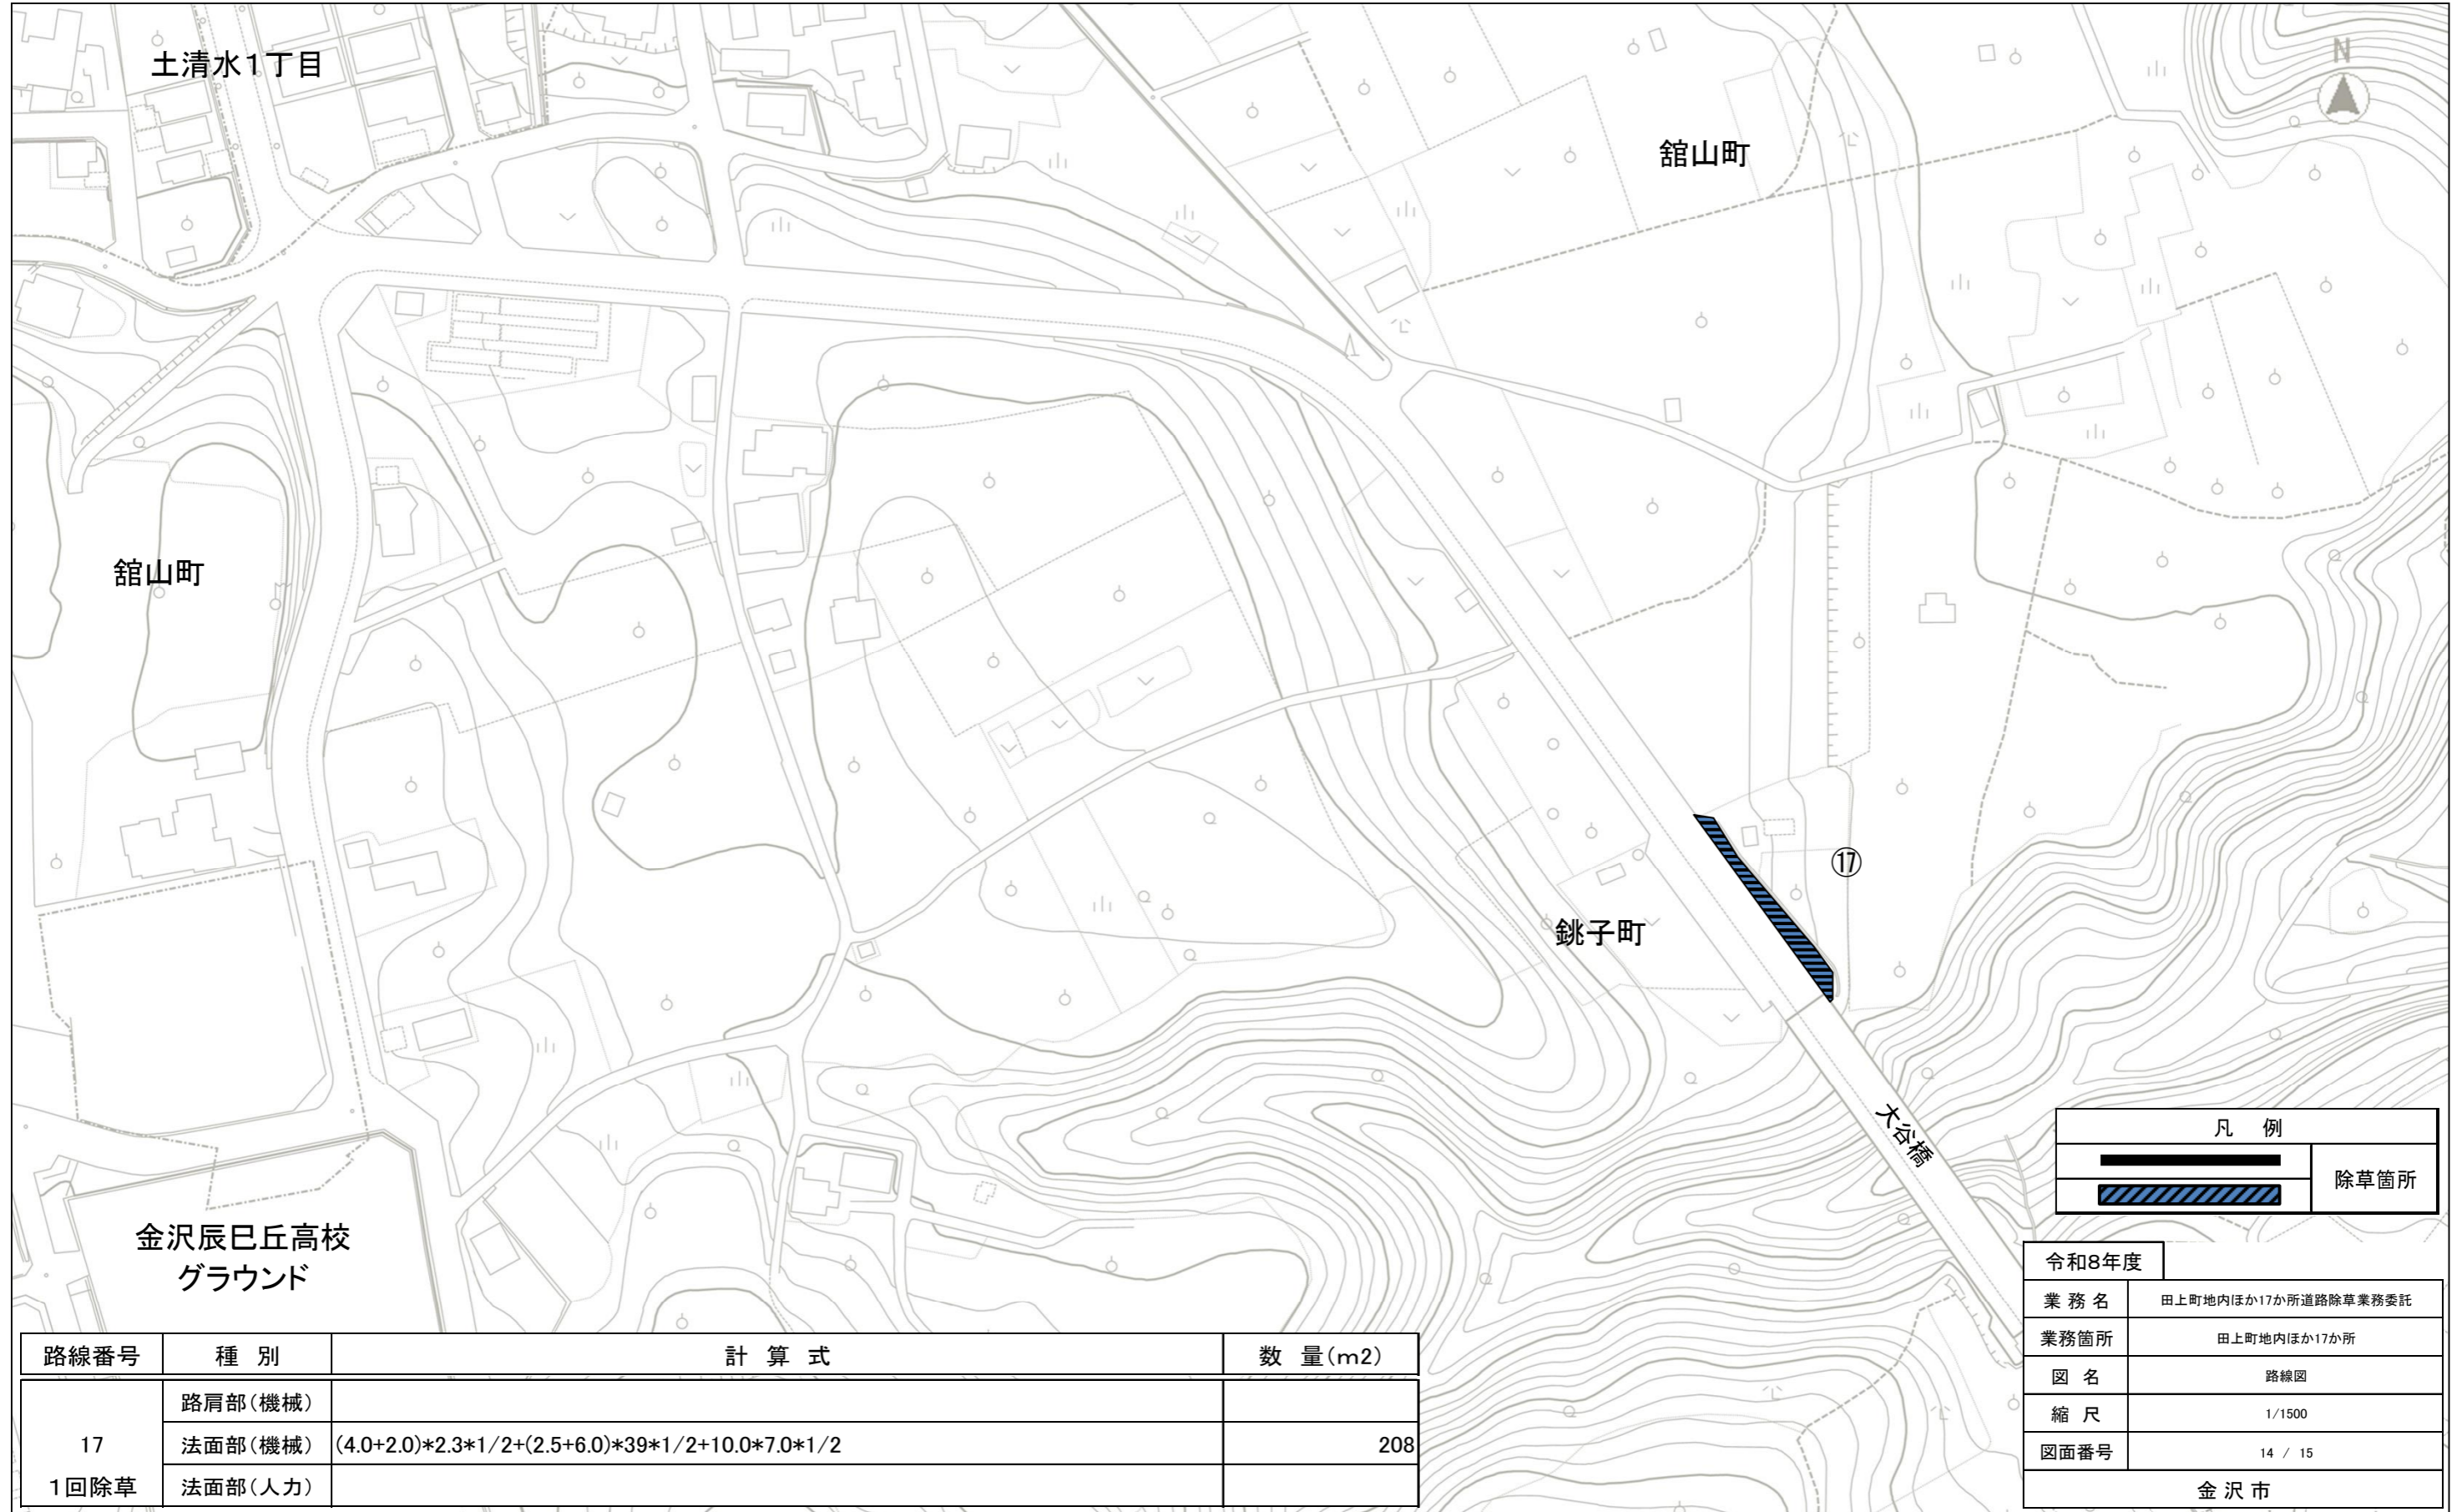 土清水1丁目
N
舘山町
舘山町
⑰
銚子町
大谷橋
金沢辰巳丘高校
グラウンド
凡 例
除草箇所
令和8年度
業務名 田上町地内ほか17か所道路除草業務委託
業務箇所 田上町地内ほか17か所
図名 路線図
縮尺 1/1500
図面番号 14 / 15
金沢市
路線番号 種別 計算式 数量(m2)
路肩部(機械)
17 法面部(機械) (4.0+2.0)*2.3*1/2+(2.5+6.0)*39*1/2+10.0*7.0*1/2 208
1回除草 法面部(人力)